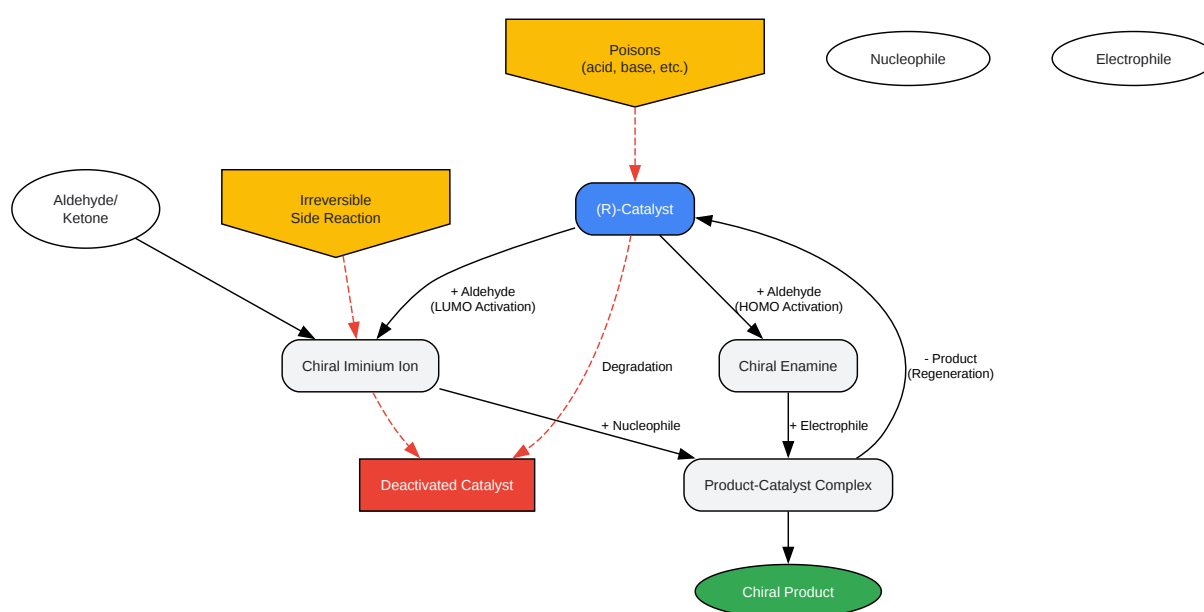 Poisons
(acid, base, etc.)
Nucleophile
Electrophile
Aldehyde/
Ketone
Irreversible
Side Reaction
(R)-Catalyst
+ Aldehyde
(LUMO Activation)
+ Aldehyde
(HOMO Activation)
Chiral Iminium Ion
Degradation
Chiral Enamine
- Product
(Regeneration)
+ Nucleophile
+ Electrophile
Deactivated Catalyst
Product-Catalyst Complex
Chiral Product